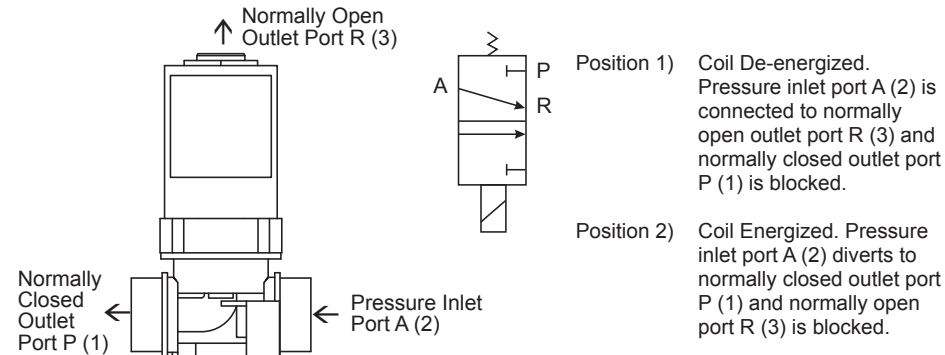 Normally Open
Outlet Port R (3)
Normally
Closed
Outlet
Port P (1)
Pressure Inlet
Port A (2)
A
P
R
Position 1) Coil De-energized.
Pressure inlet port A (2) is
connected to normally
open outlet port R (3) and
normally closed outlet port
P (1) is blocked.
Position 2) Coil Energized. Pressure
inlet port A (2) diverts to
normally closed outlet port
P (1) and normally open
port R (3) is blocked.